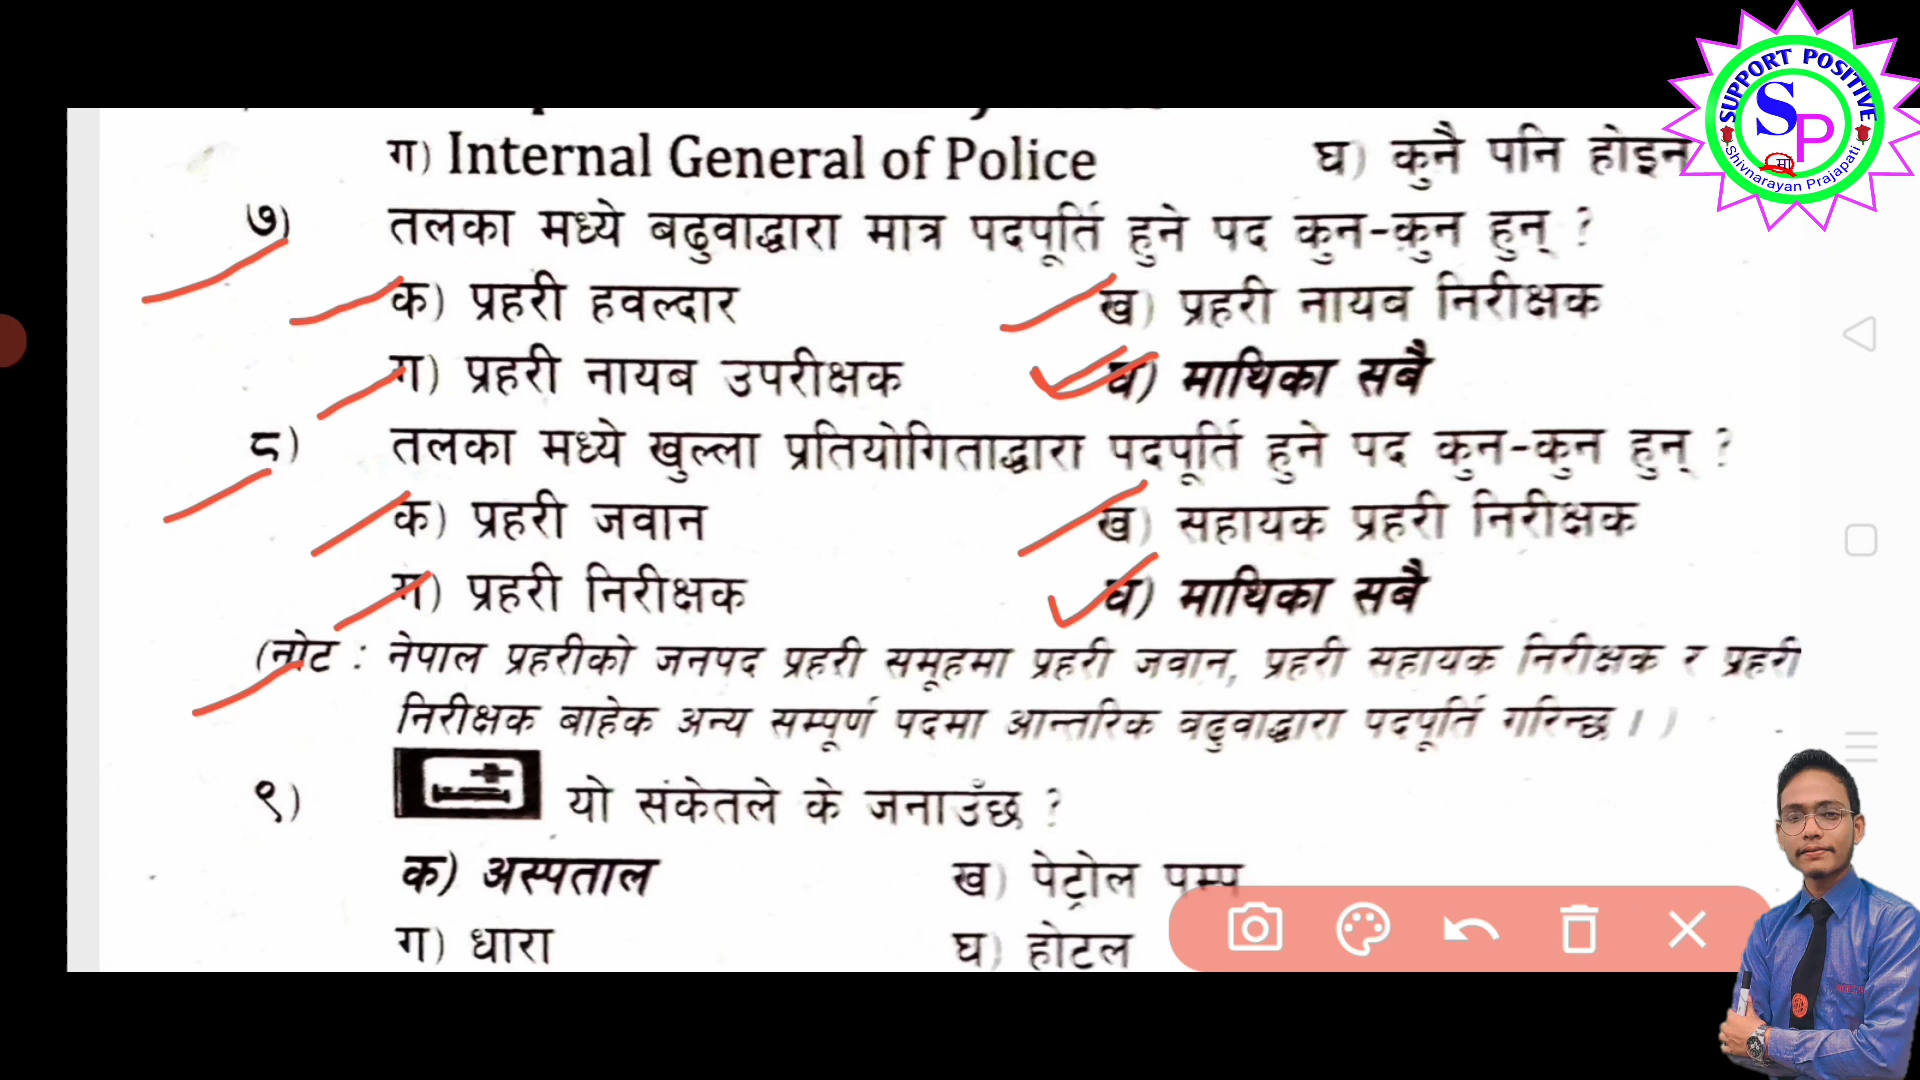 ग) Internal General of Police घ) कुनै पनि होइन
७) तलका मध्ये बढुवाद्धारा मात्र पदपूर्ति हुने पद कुन-कुन हुन् ?
क) प्रहरी हवल्दार ख) प्रहरी नायव निरीक्षक
ग) प्रहरी नायब उपरीक्षक घ) माथिका सबै
८) तलका मध्ये खुल्ला प्रतियोगिताद्धारा पदपूर्ति हुने पद कुन-कुन हुन् ?
क) प्रहरी जवान ख) सहायक प्रहरी निरीक्षक
ग) प्रहरी निरीक्षक घ) माथिका सबै
(नोट : नेपाल प्रहरीको जनपद प्रहरी समूहमा प्रहरी जवान, प्रहरी सहायक निरीक्षक र प्रहरी
निरीक्षक बाहेक अन्य सम्पूर्ण पदमा आन्तरिक वढुवाद्धारा पदपूर्ति गरिन्छ । )
९) यो संकेतले के जनाउँछ ?
क) अस्पताल ख) पेट्रोल पम्प
ग) धारा घ) होटल
SUPPORT POSITIVE
SP
Shivnarayan Prajapati